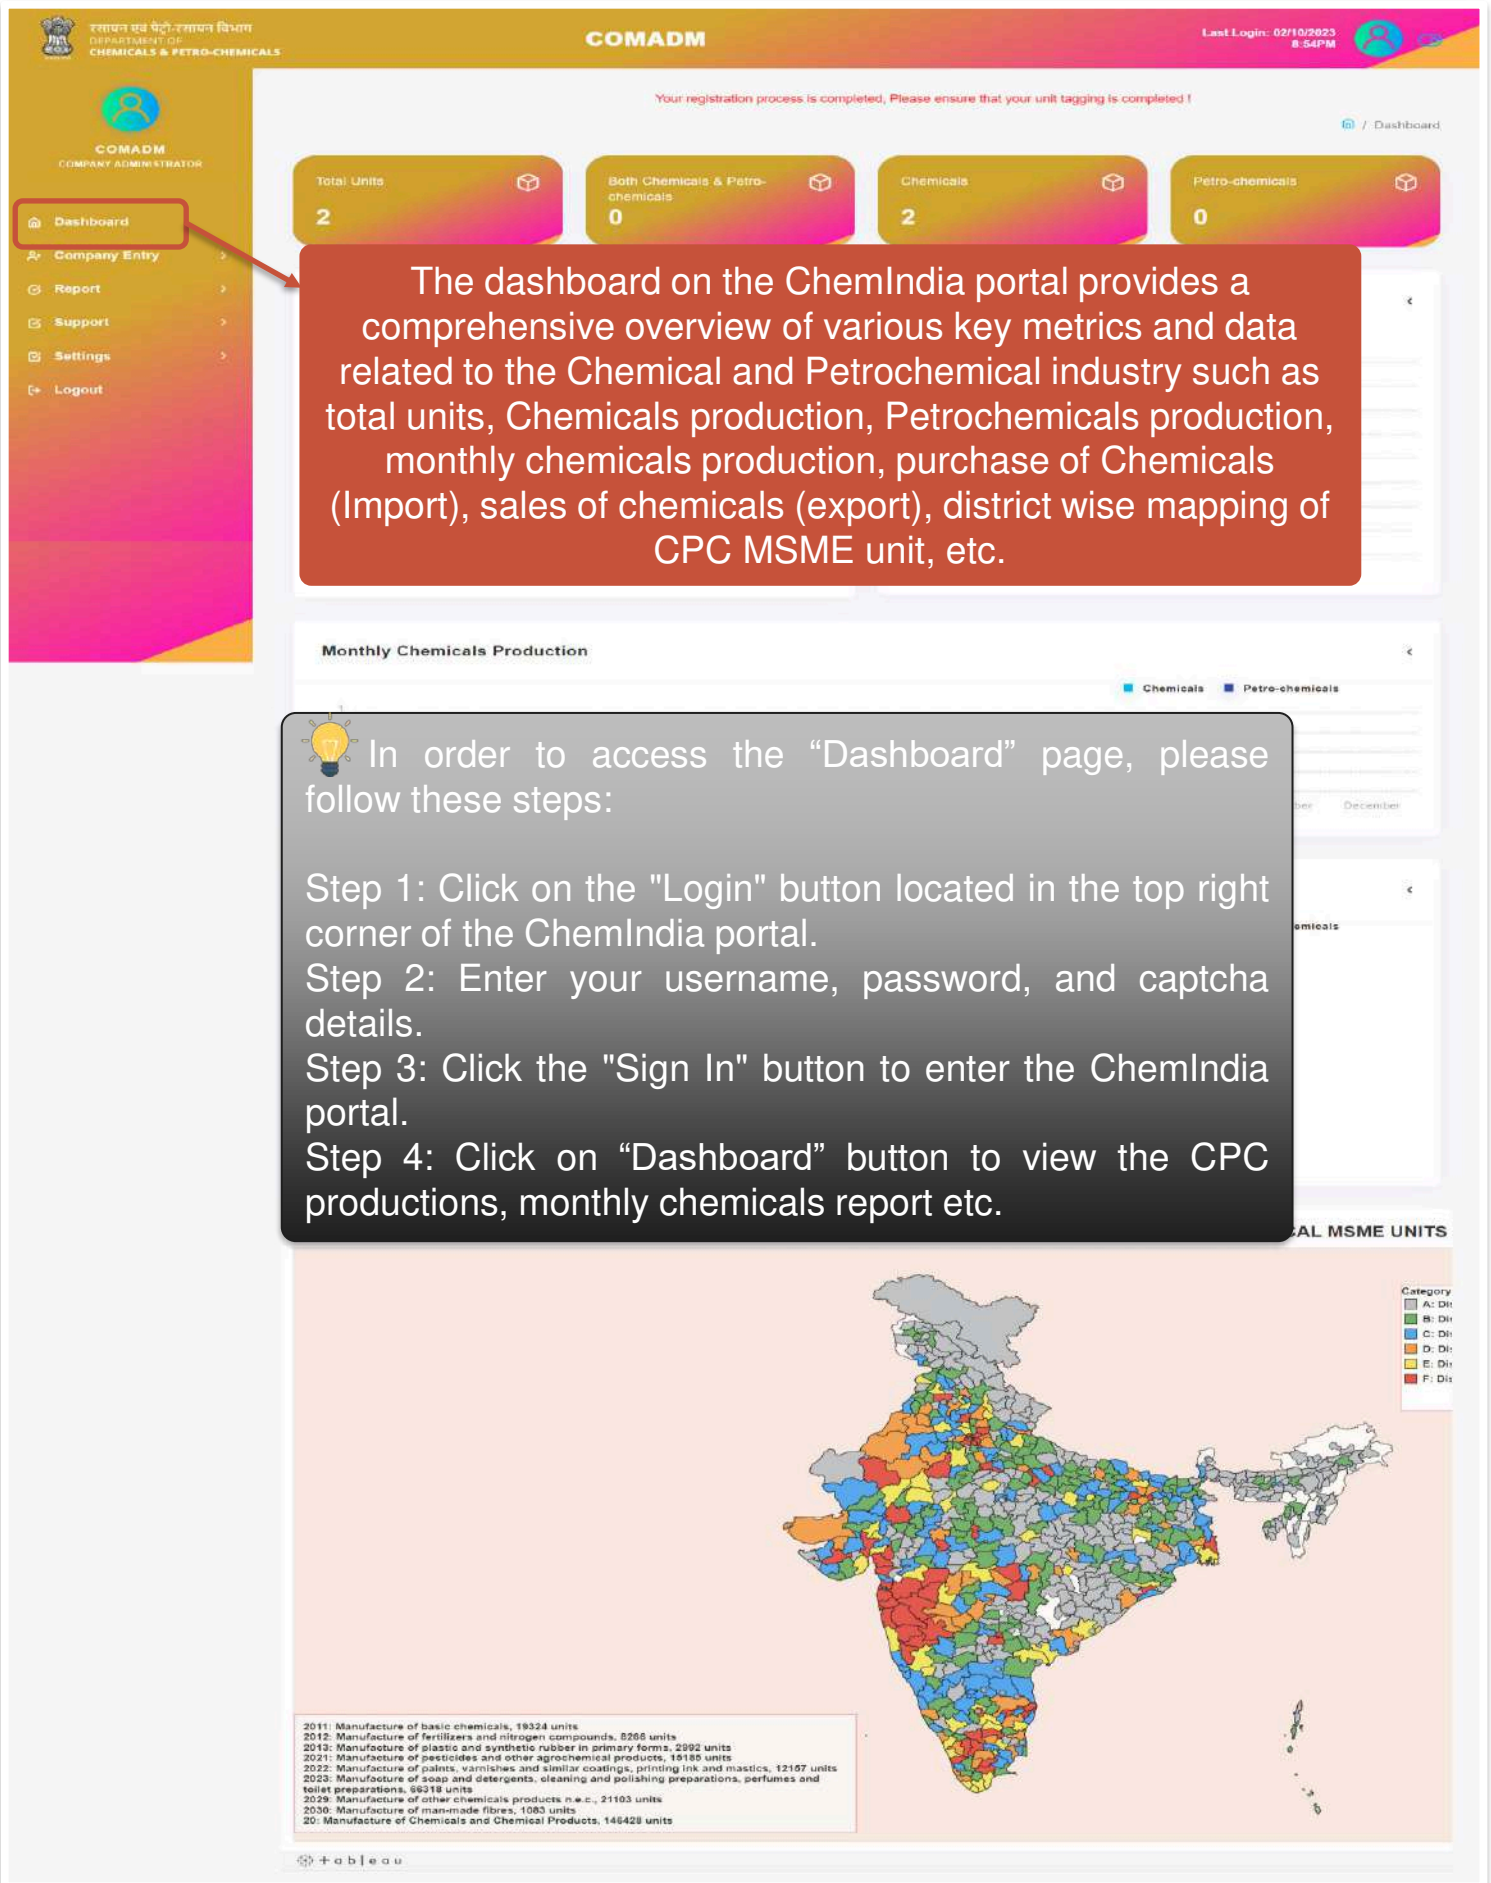 रसायन एवं पेट्रो-रसायन विभाग
DEPARTMENT OF
CHEMICALS & PETRO-CHEMICALS
COMADM
Last Login: 02/10/2023
8:54PM
COMADM
COMPANY ADMINISTRATOR
Dashboard
Company Entry
Report
Support
Settings
Logout
Your registration process is completed, Please ensure that your unit tagging is completed !
/ Dashboard
Total Units
2
Both Chemicals & Petro-
chemicals
0
Chemicals
2
Petro-chemicals
0
The dashboard on the ChemIndia portal provides a
comprehensive overview of various key metrics and data
related to the Chemical and Petrochemical industry such as
total units, Chemicals production, Petrochemicals production,
monthly chemicals production, purchase of Chemicals
(Import), sales of chemicals (export), district wise mapping of
CPC MSME unit, etc.
Monthly Chemicals Production
Chemicals Petro-chemicals
1
December
In order to access the “Dashboard” page, please
follow these steps:
Step 1: Click on the "Login" button located in the top right
corner of the ChemIndia portal.
Step 2: Enter your username, password, and captcha
details.
Step 3: Click the "Sign In" button to enter the ChemIndia
portal.
Step 4: Click on “Dashboard” button to view the CPC
productions, monthly chemicals report etc.
MSME UNITS
Category
A: Dis
B: Dis
C: Dis
D: Dis
E: Dis
F: Dis
2011: Manufacture of basic chemicals, 19324 units
2012: Manufacture of fertilizers and nitrogen compounds, 8266 units
2013: Manufacture of plastic and synthetic rubber in primary forms, 2992 units
2021: Manufacture of pesticides and other agrochemical products, 15185 units
2022: Manufacture of paints, varnishes and similar coatings, printing ink and mastics, 12157 units
2023: Manufacture of soap and detergents, cleaning and polishing preparations, perfumes and
toilet preparations, 66318 units
2029: Manufacture of other chemicals products n.e.c., 21103 units
2030: Manufacture of man-made fibres, 1083 units
20: Manufacture of Chemicals and Chemical Products, 146428 units
+ableau